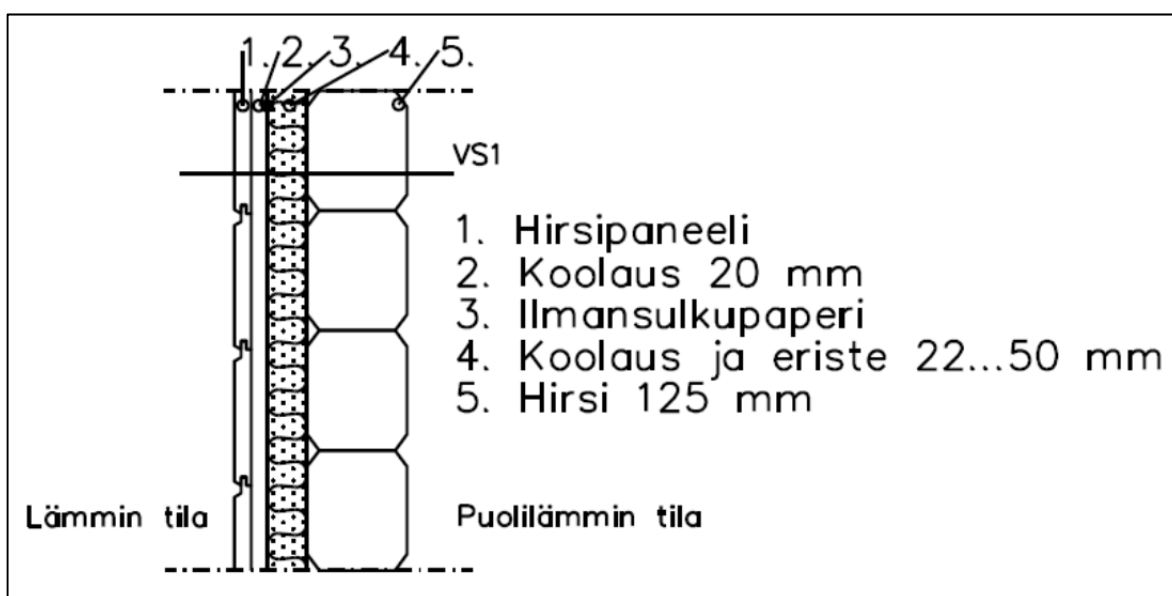 1. 2. 3. 4. 5.
VS1
1. Hirsipaneeli
2. Koolaus 20 mm
3. Ilmansulkupaperi
4. Koolaus ja eriste 22...50 mm
5. Hirsi 125 mm
Lämmin tila
Puolilämmin tila